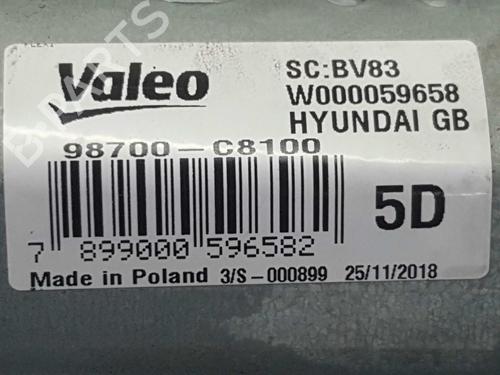 Valeo
SC:BV83
W000059658
HYUNDAI GB
98700-C8100
5D
7 899000 596582
Made in Poland 3/S-000899 25/11/2018